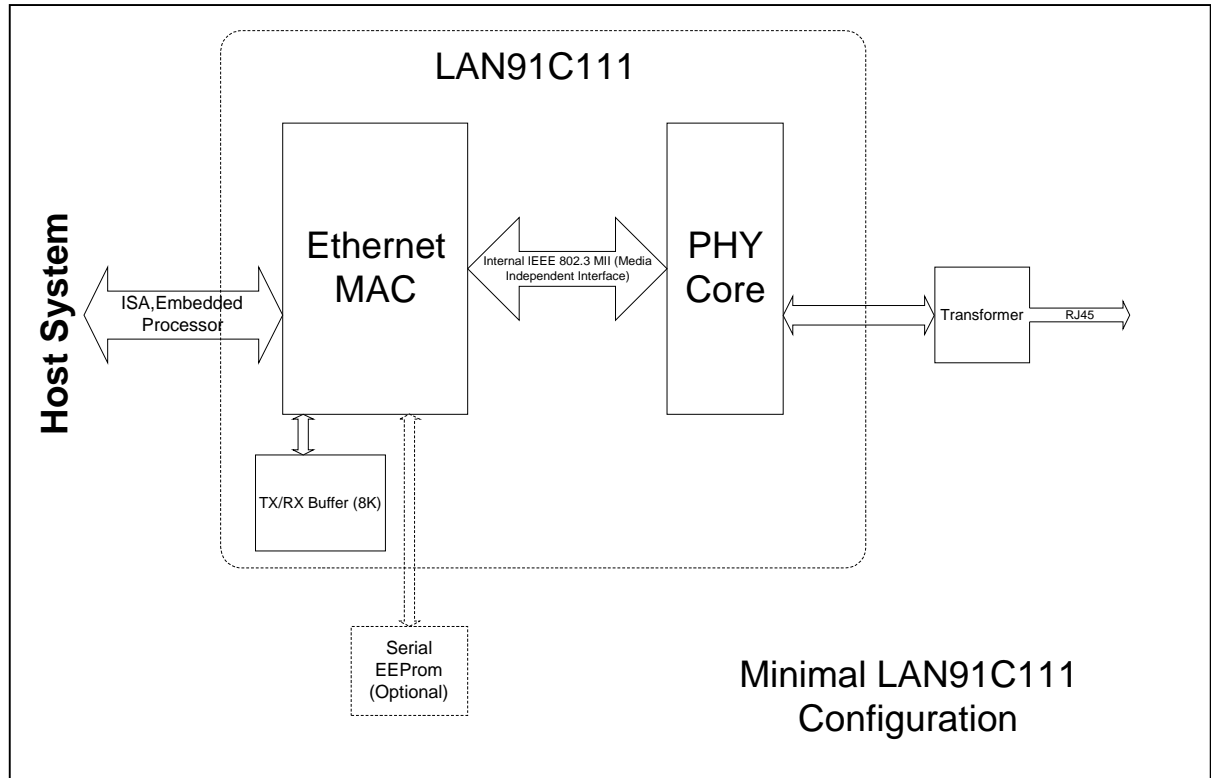 LAN91C111
Host System
ISA,Embedded
Processor
Ethernet
MAC
Internal IEEE 802.3 MII (Media
Independent Interface)
PHY
Core
Transformer
RJ45
TX/RX Buffer (8K)
Serial
EEProm
(Optional)
Minimal LAN91C111
Configuration